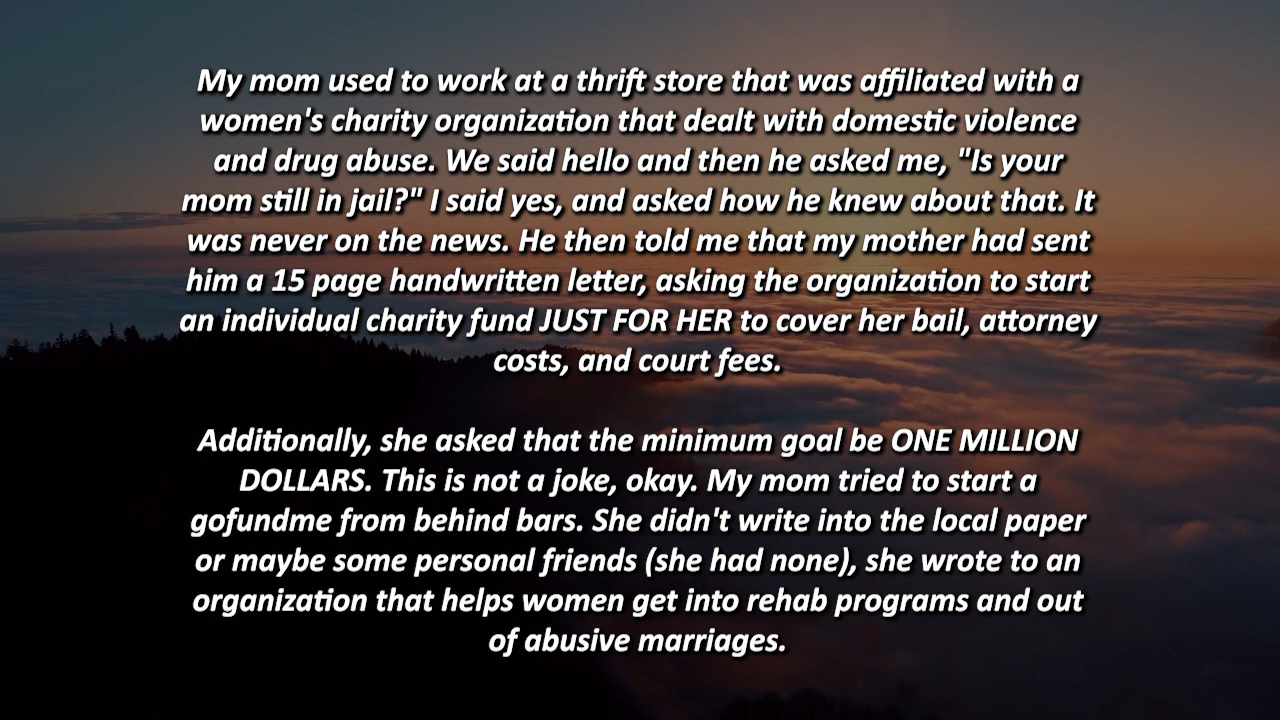 My mom used to work at a thrift store that was affiliated with a
women's charity organization that dealt with domestic violence
and drug abuse. We said hello and then he asked me, "Is your
mom still in jail?" I said yes, and asked how he knew about that. It
was never on the news. He then told me that my mother had sent
him a 15 page handwritten letter, asking the organization to start
an individual charity fund JUST FOR HER to cover her bail, attorney
costs, and court fees.
Additionally, she asked that the minimum goal be ONE MILLION
DOLLARS. This is not a joke, okay. My mom tried to start a
gofundme from behind bars. She didn't write into the local paper
or maybe some personal friends (she had none), she wrote to an
organization that helps women get into rehab programs and out
of abusive marriages.